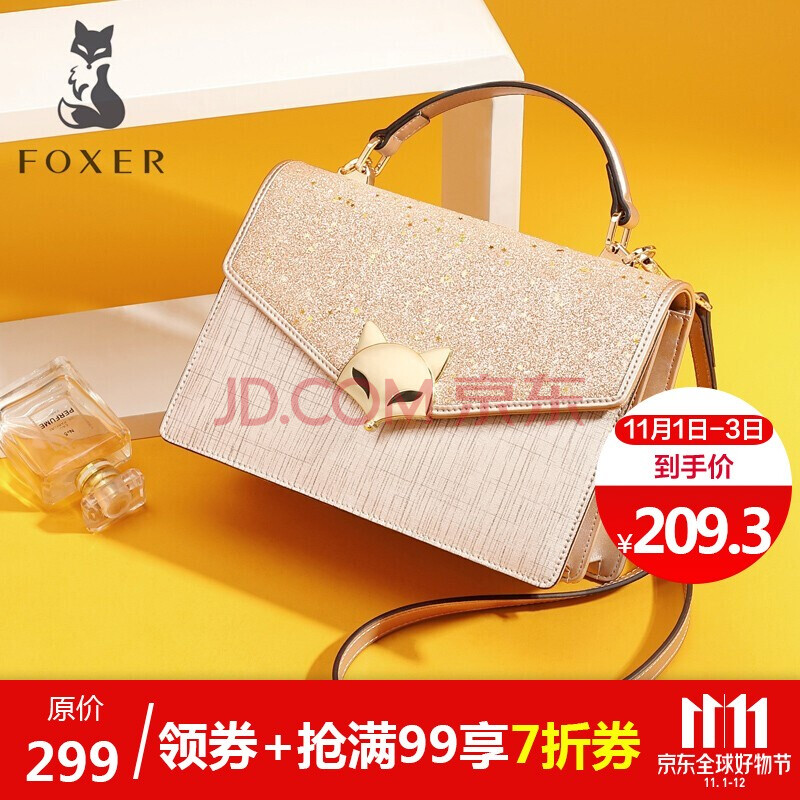 FOXER
JD.COM 京东
PERFUME
11月1日-3日
到手价
¥209.3
原价
299
领券+抢满99享7折券
11.11
京东全球好物节
11.1-12